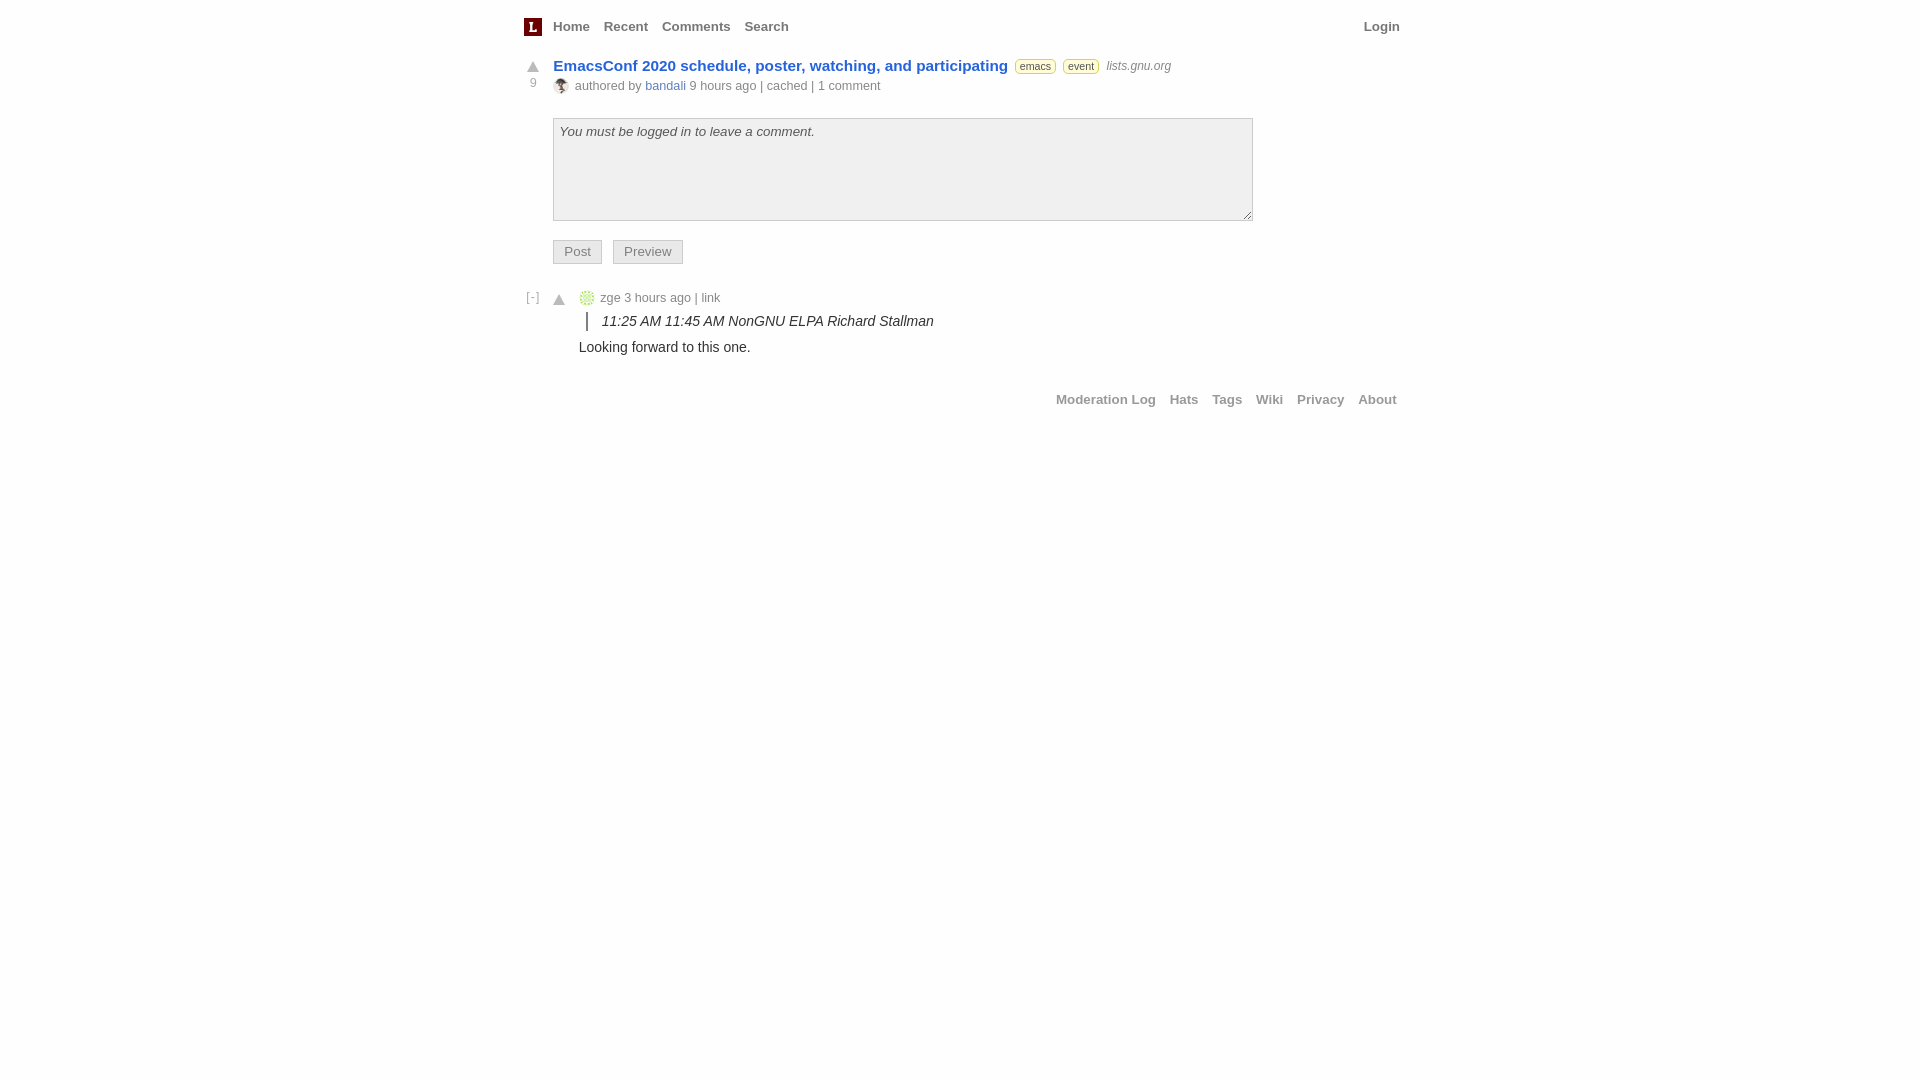 L Home Recent Comments Search Login
EmacsConf 2020 schedule, poster, watching, and participating emacs event lists.gnu.org
9 authored by bandali 9 hours ago | cached | 1 comment
You must be logged in to leave a comment.
Post Preview
[-] zge 3 hours ago | link
11:25 AM 11:45 AM NonGNU ELPA Richard Stallman
Looking forward to this one.
Moderation Log Hats Tags Wiki Privacy About